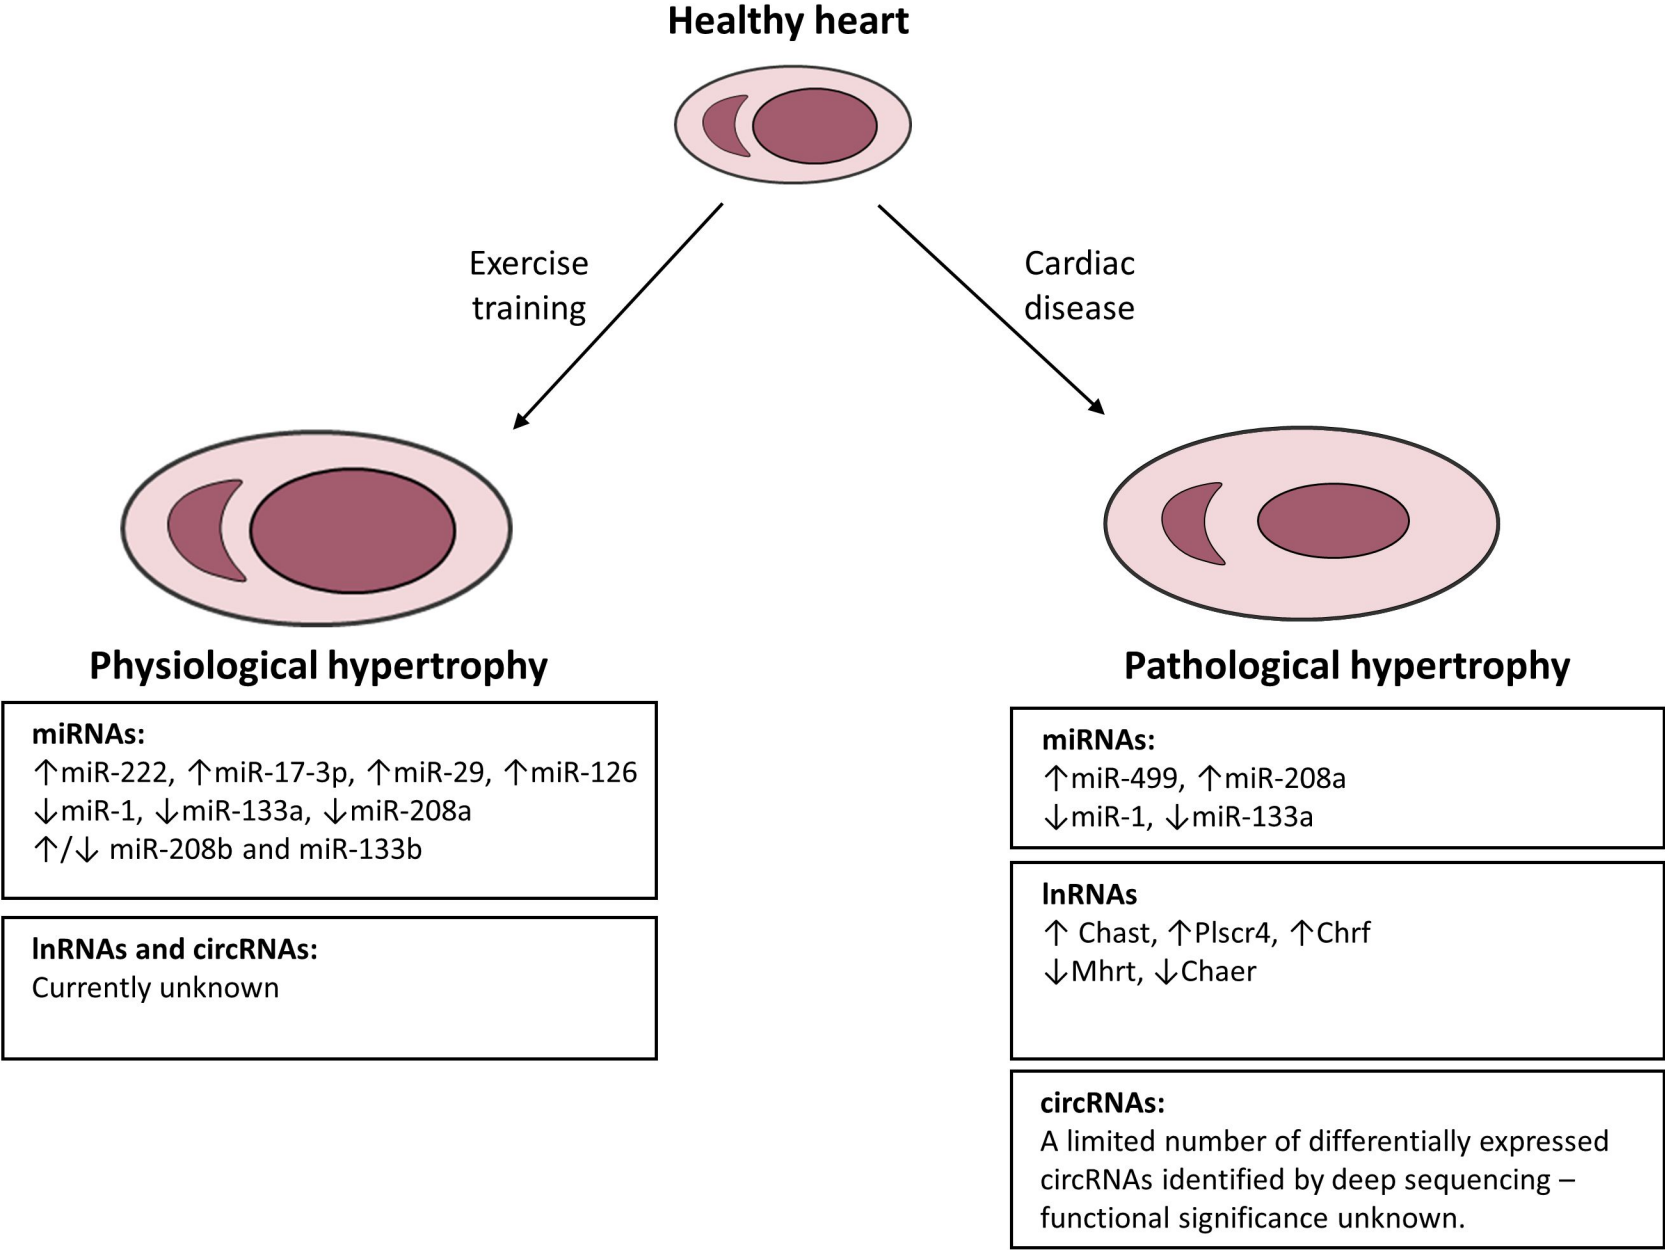 Healthy heart
Exercise
training
Cardiac
disease
Physiological hypertrophy
miRNAs:
↑miR-222, ↑miR-17-3p, ↑miR-29, ↑miR-126
↓miR-1, ↓miR-133a, ↓miR-208a
↑/↓ miR-208b and miR-133b
lnRNAs and circRNAs:
Currently unknown
Pathological hypertrophy
miRNAs:
↑miR-499, ↑miR-208a
↓miR-1, ↓miR-133a
lnRNAs
↑ Chast, ↑Plscr4, ↑Chrf
↓Mhrt, ↓Chaer
circRNAs:
A limited number of differentially expressed
circRNAs identified by deep sequencing –
functional significance unknown.